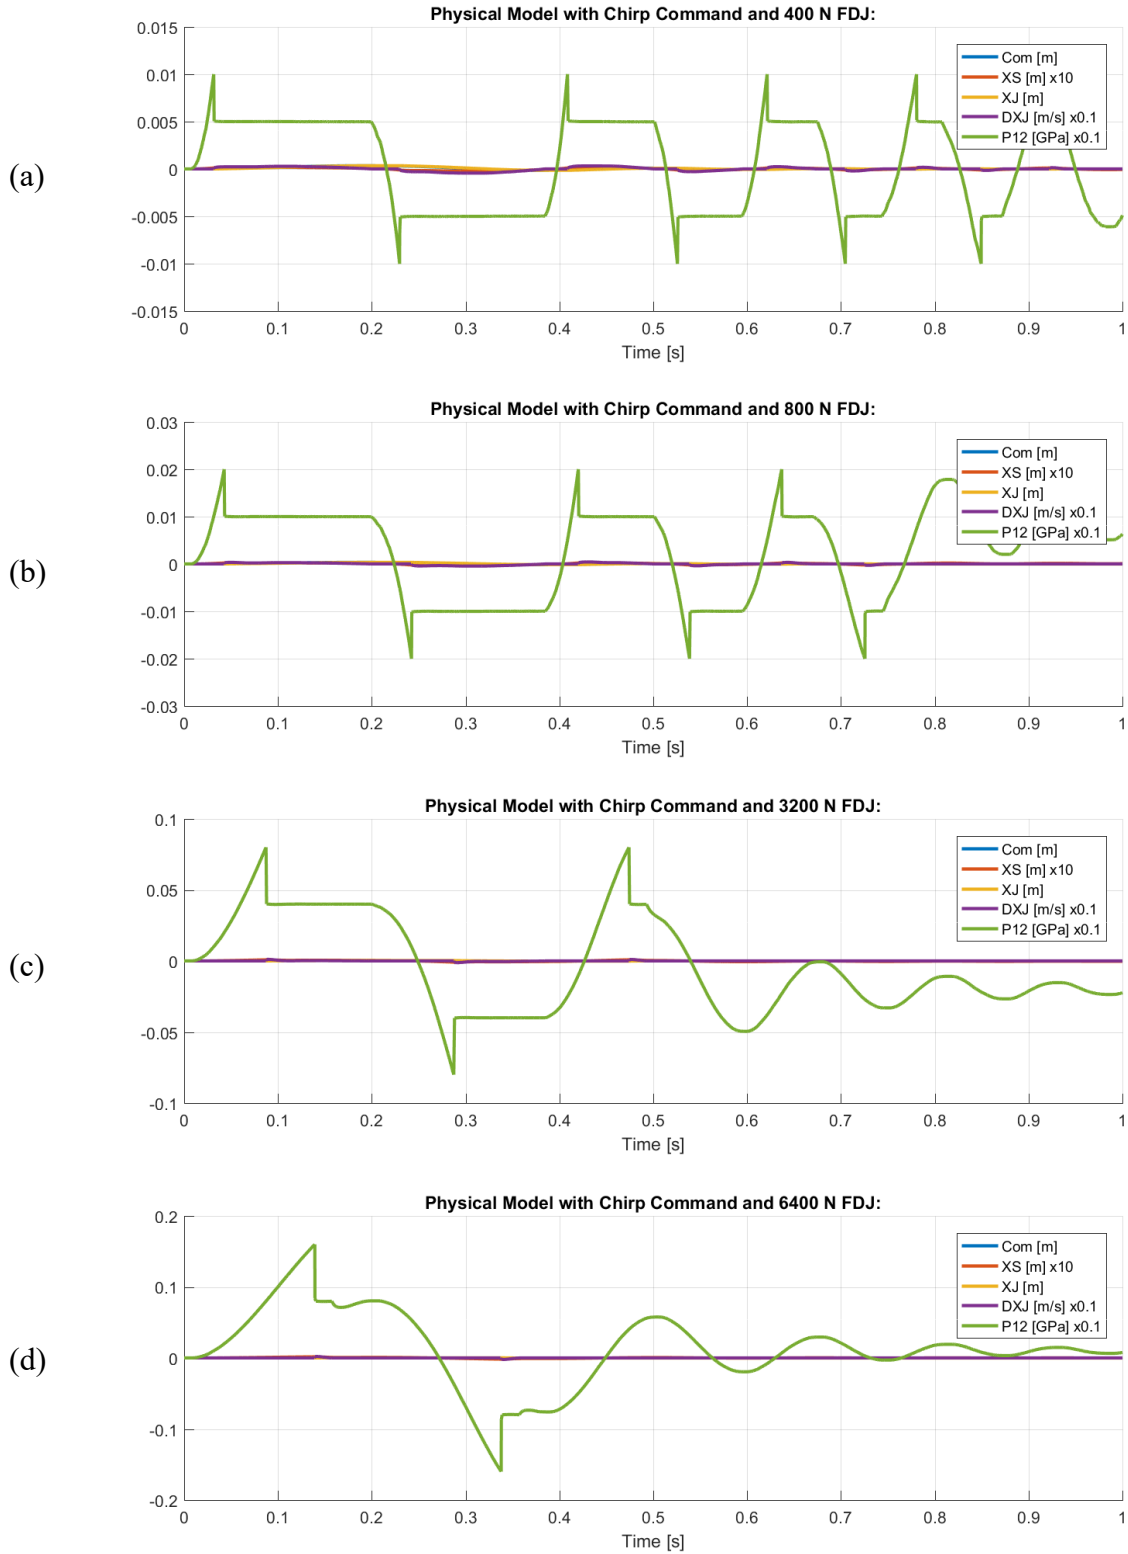 Physical Model with Chirp Command and 400 N FDJ:
0.015
0.01
0.005
0
-0.005
-0.01
-0.015
Com [m]
XS [m] x10
XJ [m]
DXJ [m/s] x0.1
P12 [GPa] x0.1
(a)
0 0.1 0.2 0.3 0.4 0.5 0.6 0.7 0.8 0.9 1
Time [s]
Physical Model with Chirp Command and 800 N FDJ:
0.03
0.02
0.01
0
-0.01
-0.02
-0.03
Com [m]
XS [m] x10
XJ [m]
DXJ [m/s] x0.1
P12 [GPa] x0.1
(b)
0 0.1 0.2 0.3 0.4 0.5 0.6 0.7 0.8 0.9 1
Time [s]
Physical Model with Chirp Command and 3200 N FDJ:
0.1
0.05
0
-0.05
-0.1
Com [m]
XS [m] x10
XJ [m]
DXJ [m/s] x0.1
P12 [GPa] x0.1
(c)
0 0.1 0.2 0.3 0.4 0.5 0.6 0.7 0.8 0.9 1
Time [s]
Physical Model with Chirp Command and 6400 N FDJ:
0.2
0.1
0
-0.1
-0.2
Com [m]
XS [m] x10
XJ [m]
DXJ [m/s] x0.1
P12 [GPa] x0.1
(d)
0 0.1 0.2 0.3 0.4 0.5 0.6 0.7 0.8 0.9 1
Time [s]